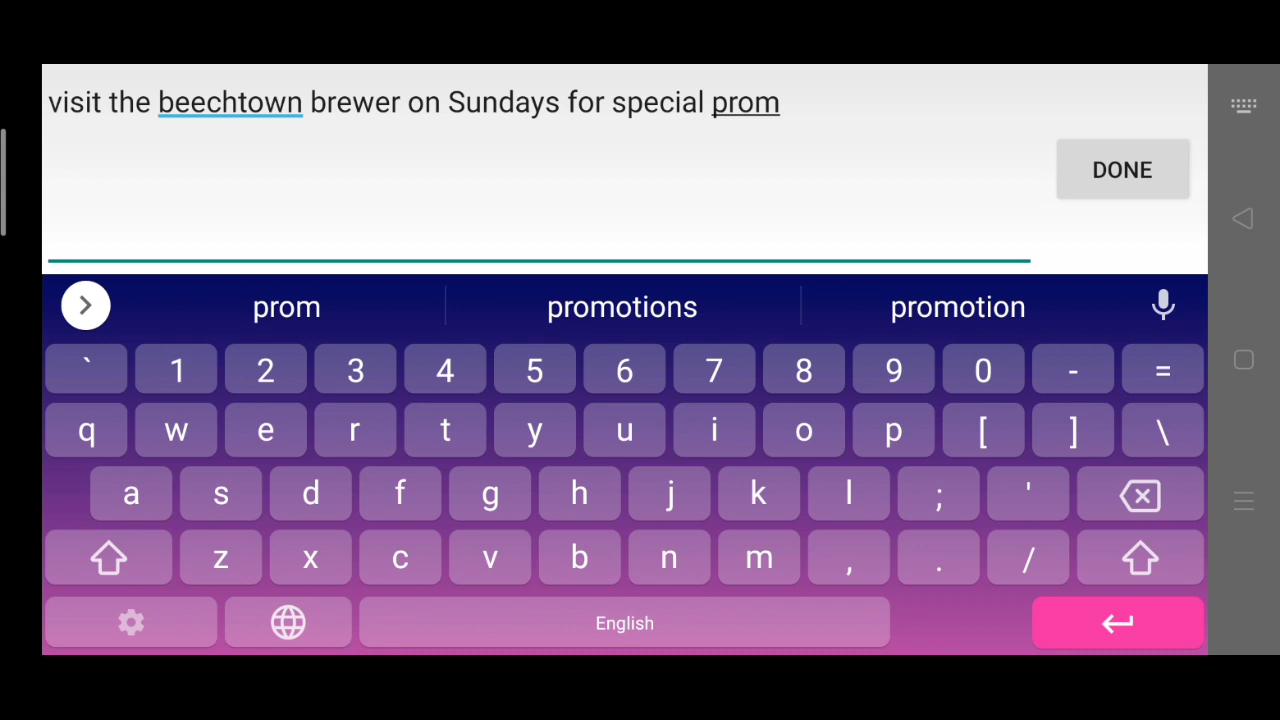 visit the beechtown brewer on Sundays for special prom
DONE
prom promotions promotion
` 1 2 3 4 5 6 7 8 9 0 - =
q w e r t y u i o p [ ] \
a s d f g h j k l ; '
z x c v b n m , . /
English